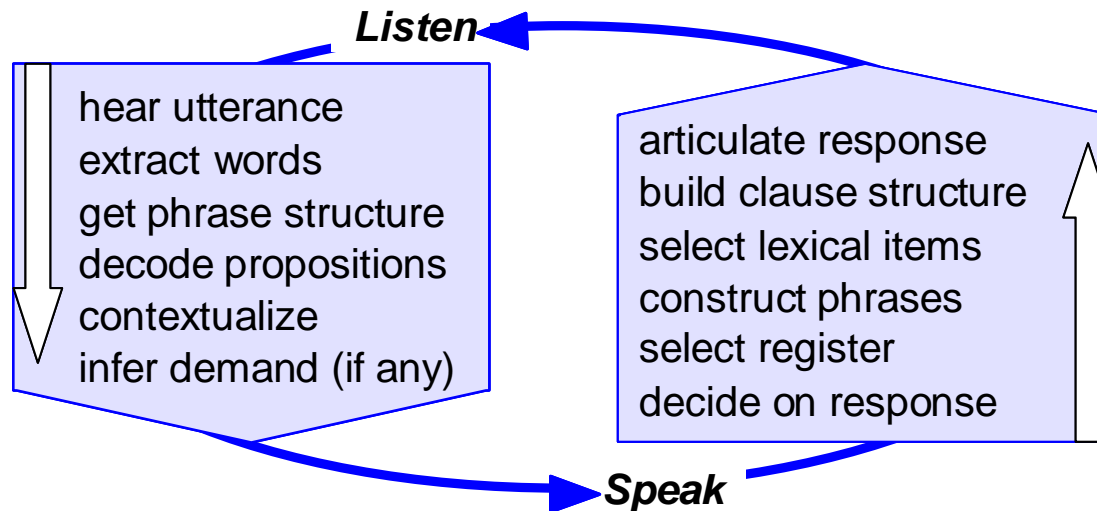 Listen
hear utterance
extract words
get phrase structure
decode propositions
contextualize
infer demand (if any)
articulate response
build clause structure
select lexical items
construct phrases
select register
decide on response
Speak